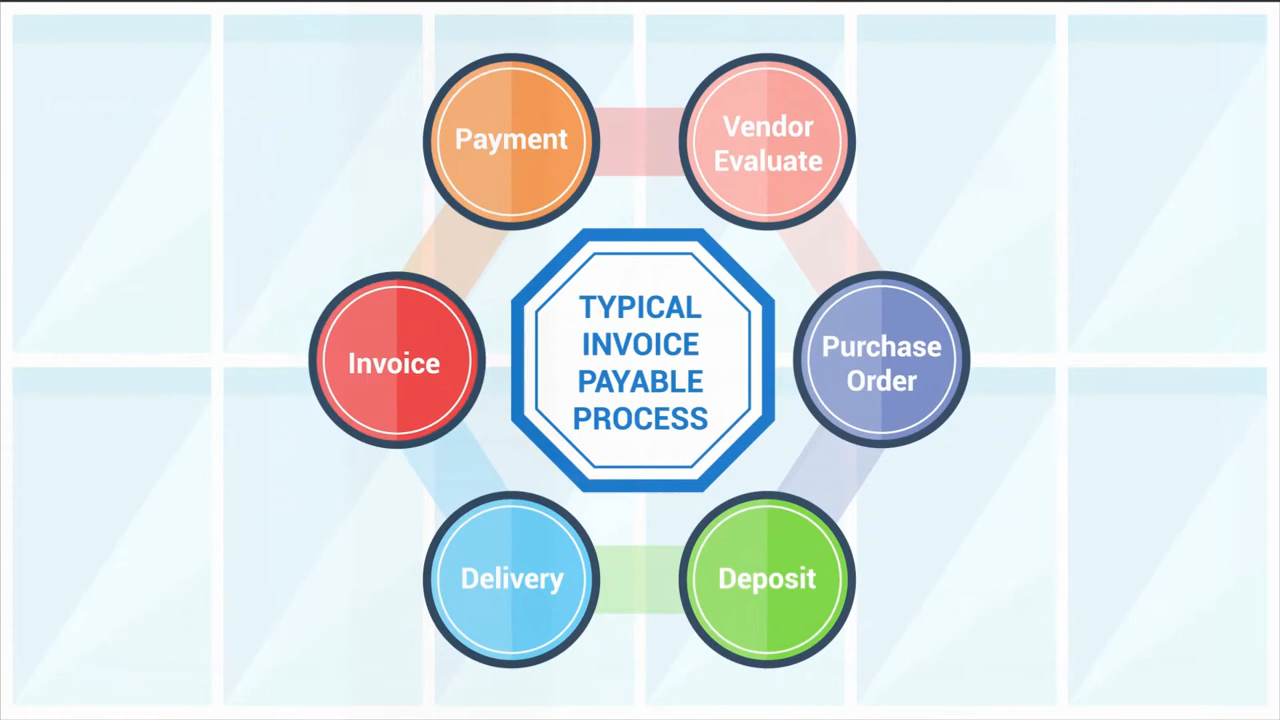 Payment
Vendor
Evaluate
TYPICAL
INVOICE
PAYABLE
PROCESS
Invoice
Purchase
Order
Delivery
Deposit